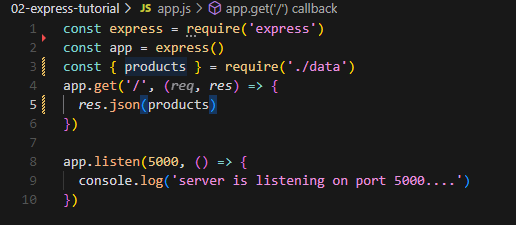 02-express-tutorial > JS app.js > app.get('/') callback
1 const express = require('express')
2 const app = express()
3 const { products } = require('./data')
4 app.get('/', (req, res) => {
5 res.json(products)
6 })
7
8 app.listen(5000, () => {
9 console.log('server is listening on port 5000....')
10 })